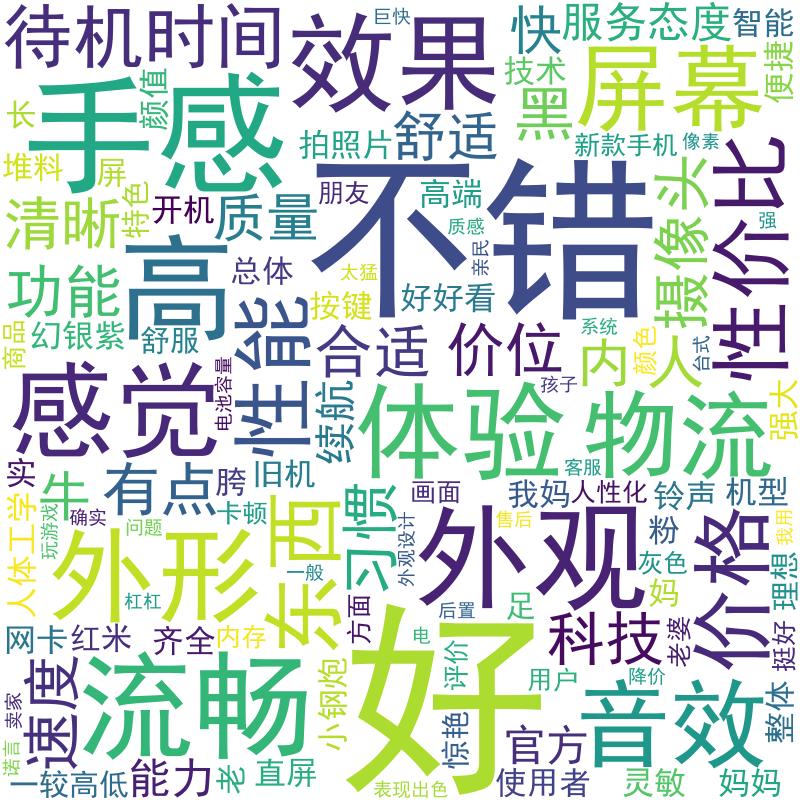 待机时间
效果
巨快
快
服务态度
智能
手感
颜值
长
堆料
屏
拍照片
舒适
技术
黑
屏幕
便捷
新款手机
像素
不错
朋友
高端
质感
亲民
强
摄像头
性价比
清晰
特色
开机
质量
高
总体
太猛
按键
好好看
功能
幻银紫
舒服
商品
性能
合适
价位
系统
内
颜色
人
台式
感觉
电池容量
续航
体验
孩子
物流
强大
客服
实
牛
有点
胯
旧机
画面
我妈
人性化
铃声
机型
人体工学
玩游戏
确实
问题
卡顿
东西
习惯
外观设计
外观
售后
粉
价格
我用
外形
一般
杠杠
灰色
理想
妈
网卡
红米
齐全
内存
方面
好
后置
足
电
科技
老婆
挺好
速度
卖家
诺言
流畅
小钢炮
评价
用户
降价
音效
整体
惊艳
官方
一较高低
能力
老
直屏
表现出色
使用者
灵敏
妈妈